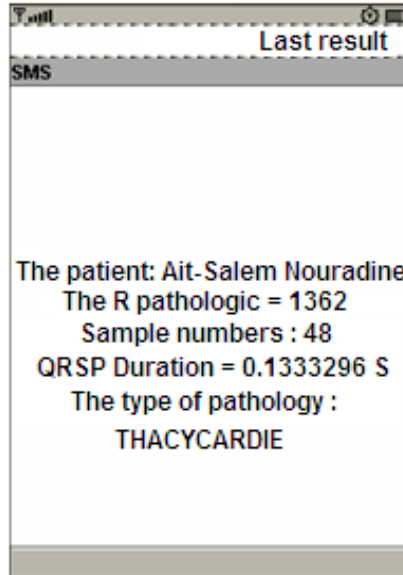 Last result
SMS
The patient: Ait-Salem Nouradine
The R pathologic = 1362
Sample numbers : 48
QRSP Duration = 0.1333296 S
The type of pathology :
THACYCARDIE